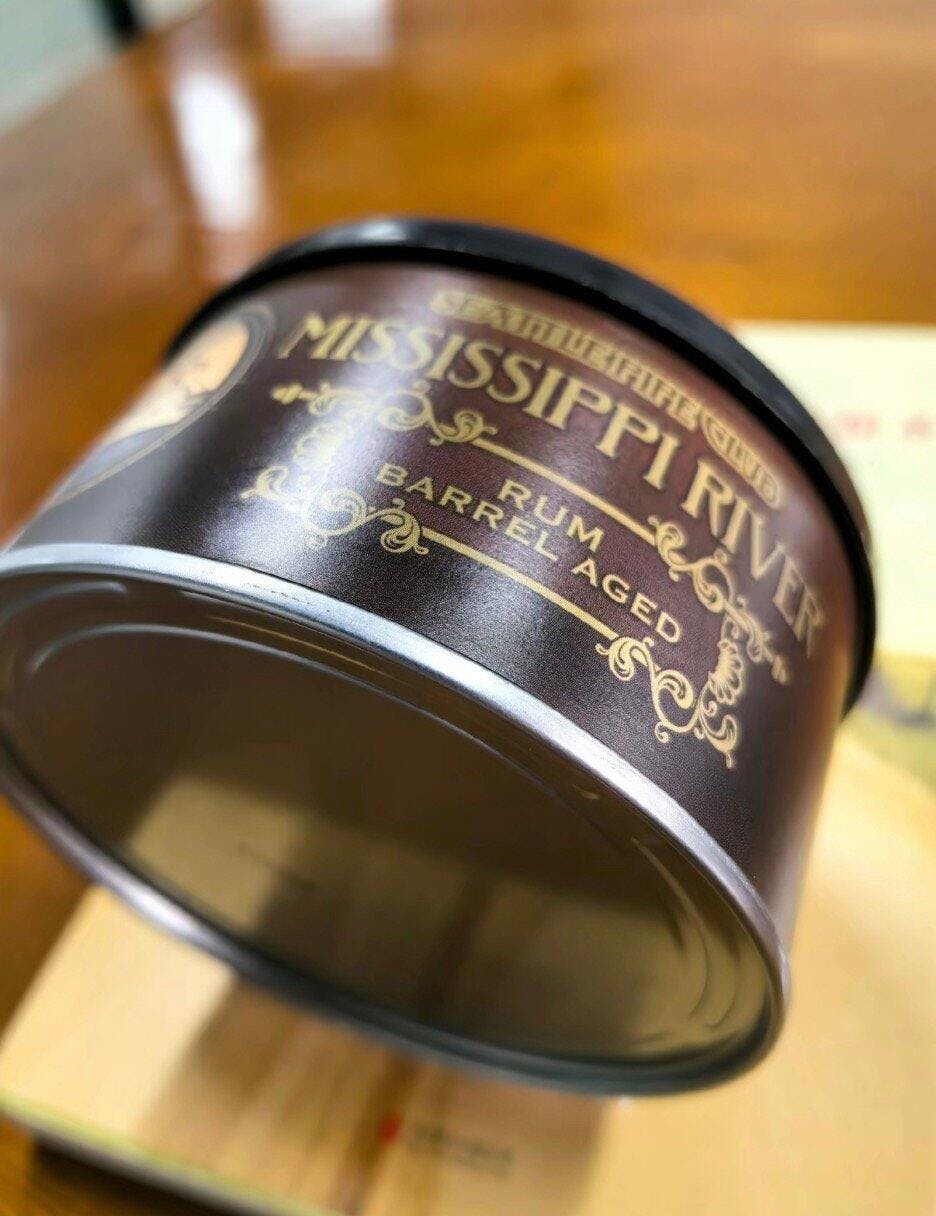 SEATTLE PIPE CLUB
MISSISSIPPI RIVER
RUM
BARREL AGED